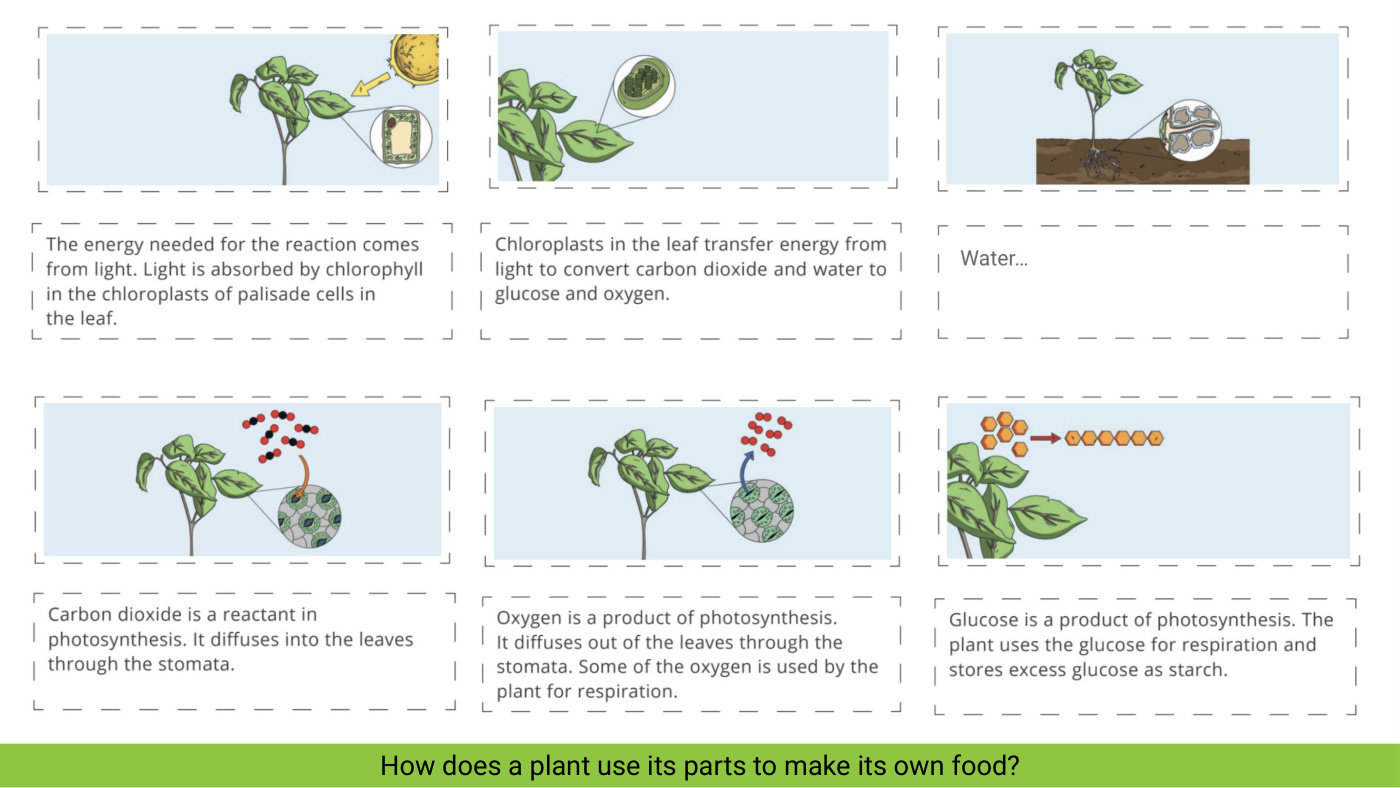 The energy needed for the reaction comes
from light. Light is absorbed by chlorophyll
in the chloroplasts of palisade cells in
the leaf.
Chloroplasts in the leaf transfer energy from
light to convert carbon dioxide and water to
glucose and oxygen.
Water...
Carbon dioxide is a reactant in
photosynthesis. It diffuses into the leaves
through the stomata.
Oxygen is a product of photosynthesis.
It diffuses out of the leaves through the
stomata. Some of the oxygen is used by the
plant for respiration.
Glucose is a product of photosynthesis. The
plant uses the glucose for respiration and
stores excess glucose as starch.
How does a plant use its parts to make its own food?